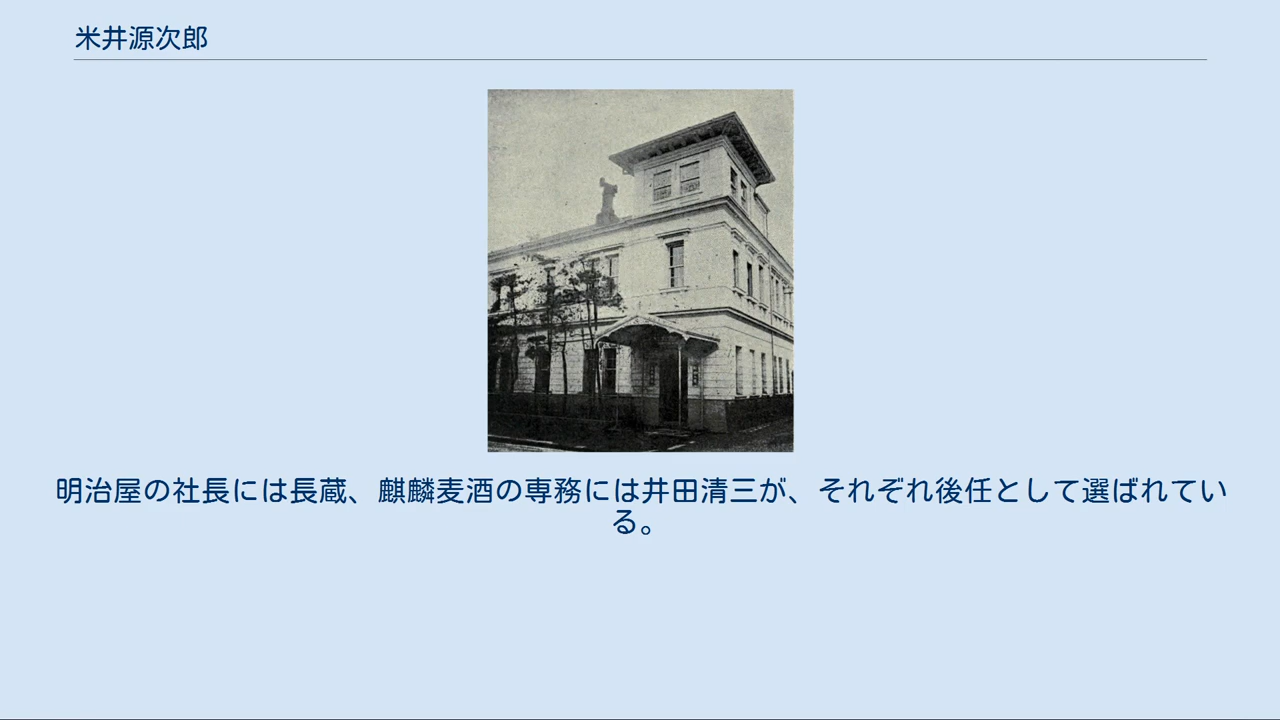 米井源次郎
明治屋の社長には長蔵、麒麟麦酒の専務には井田清三が、それぞれ後任として選ばれてい
る。